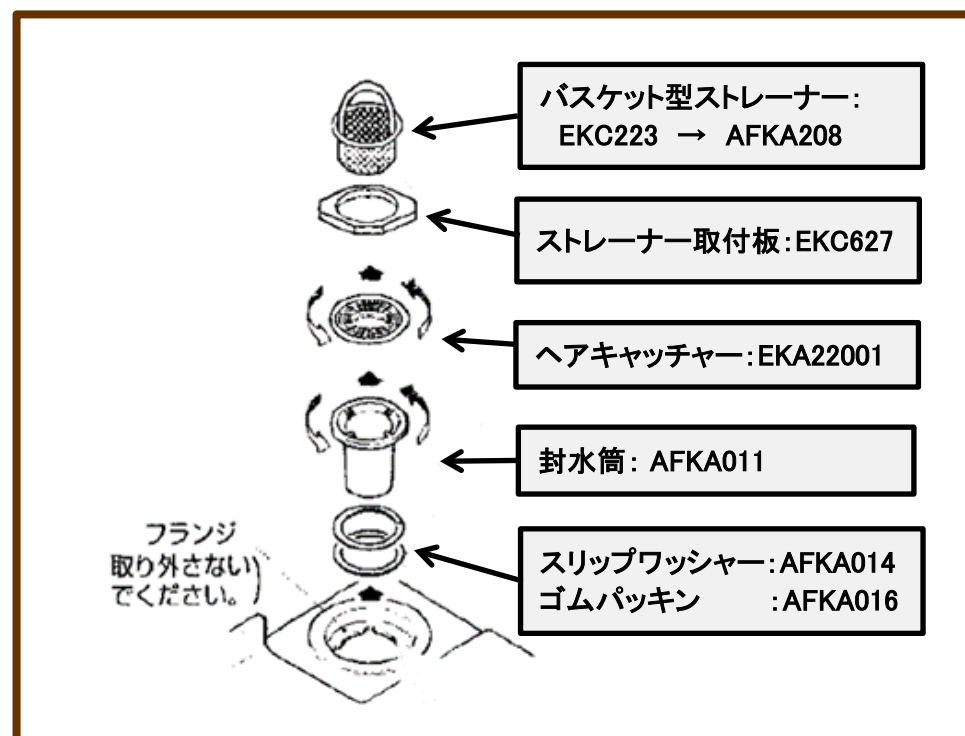 バスケット型ストレーナー：
EKC223 → AFKA208
ストレーナー取付板：EKC627
ヘアキャッチャー：EKA22001
封水筒： AFKA011
フランジ
取り外さない
でください。
スリップワッシャー：AFKA014
ゴムパッキン ：AFKA016